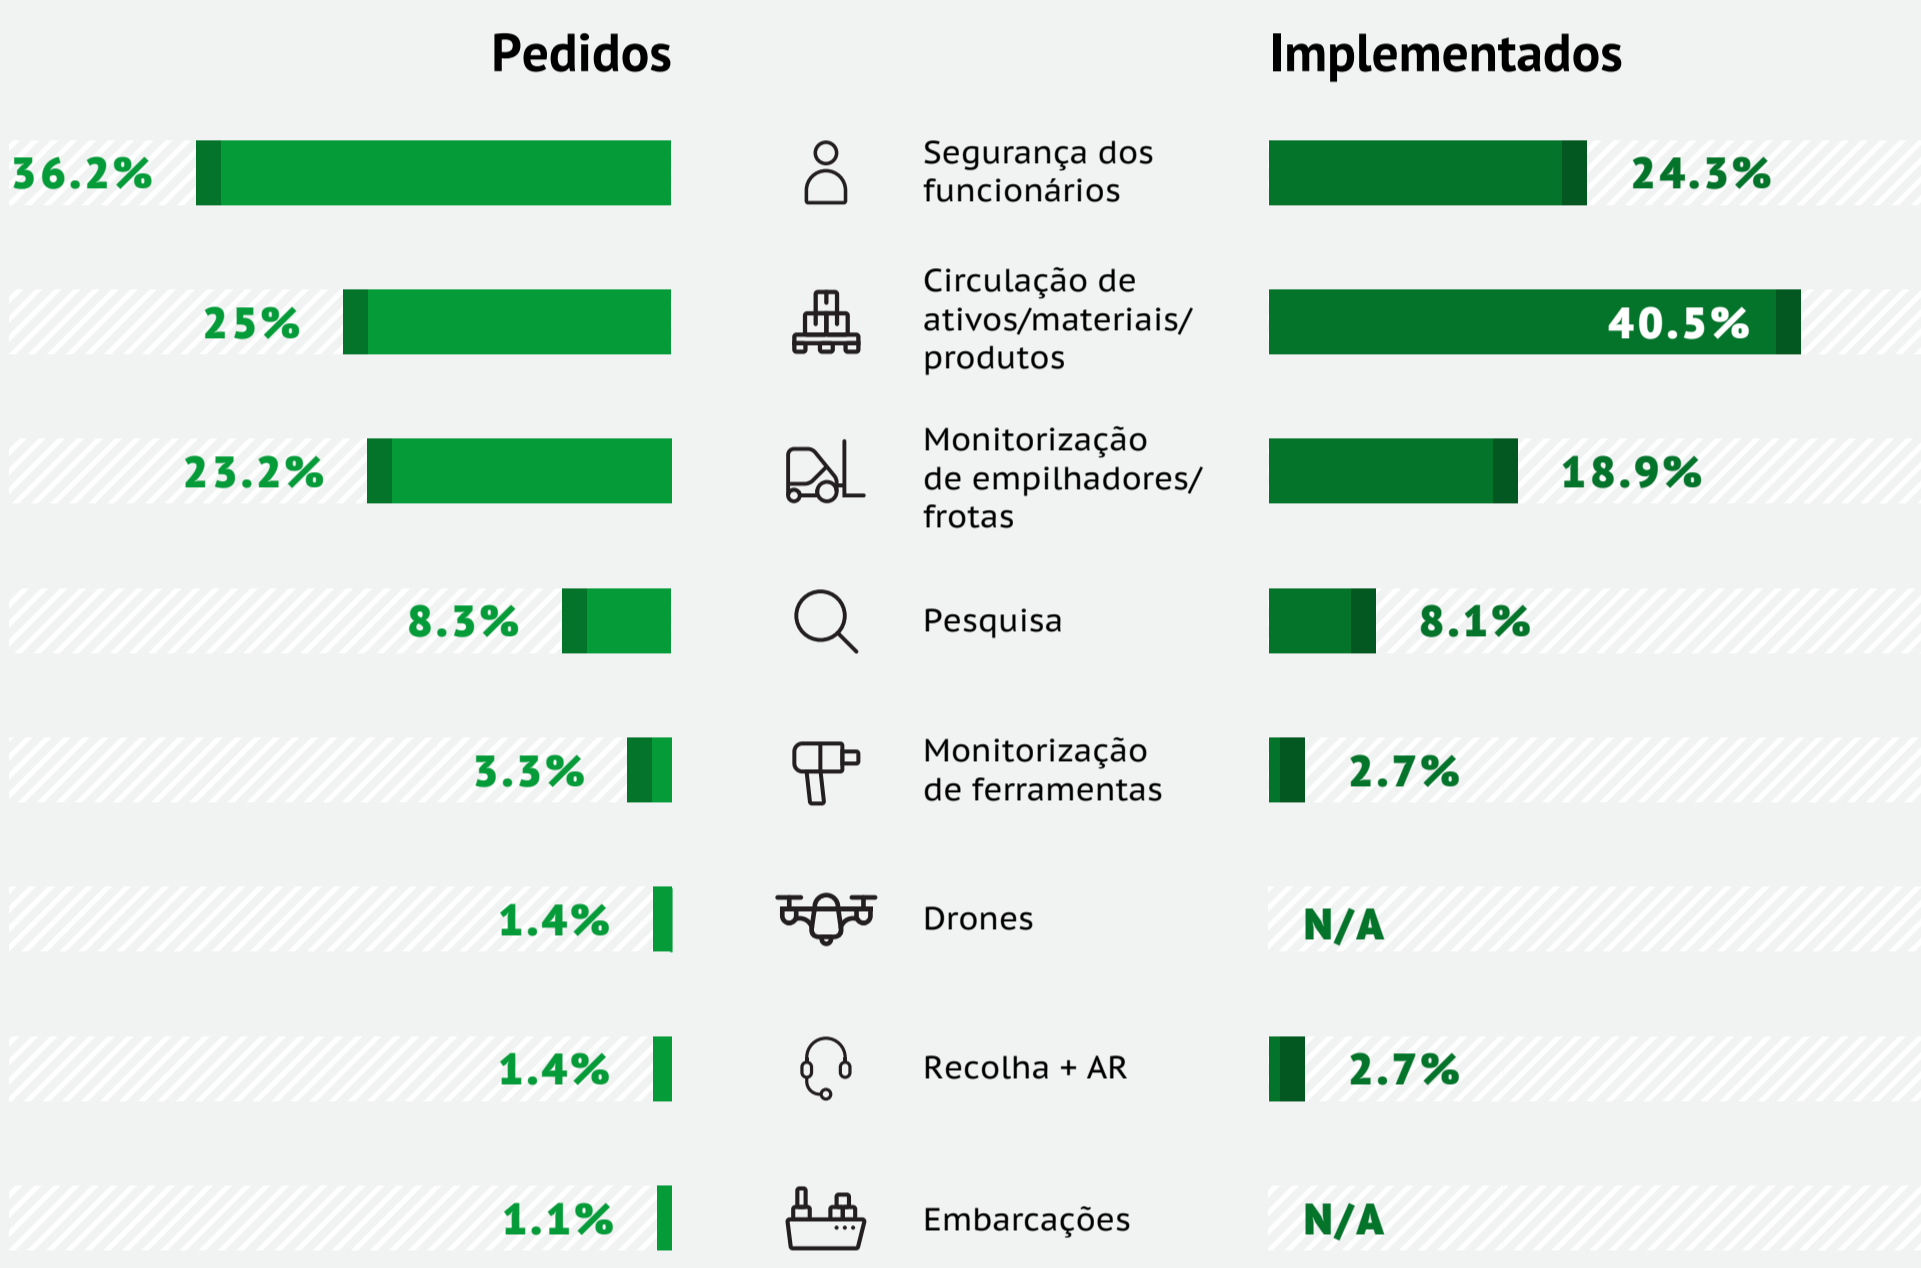 Pedidos
Implementados
36.2%
Segurança dos
funcionários
24.3%
25%
Circulação de
ativos/materiais/
produtos
40.5%
23.2%
Monitorização
de empilhadores/
frotas
18.9%
8.3%
Pesquisa
8.1%
3.3%
Monitorização
de ferramentas
2.7%
1.4%
Drones
N/A
1.4%
Recolha + AR
2.7%
1.1%
Embarcações
N/A